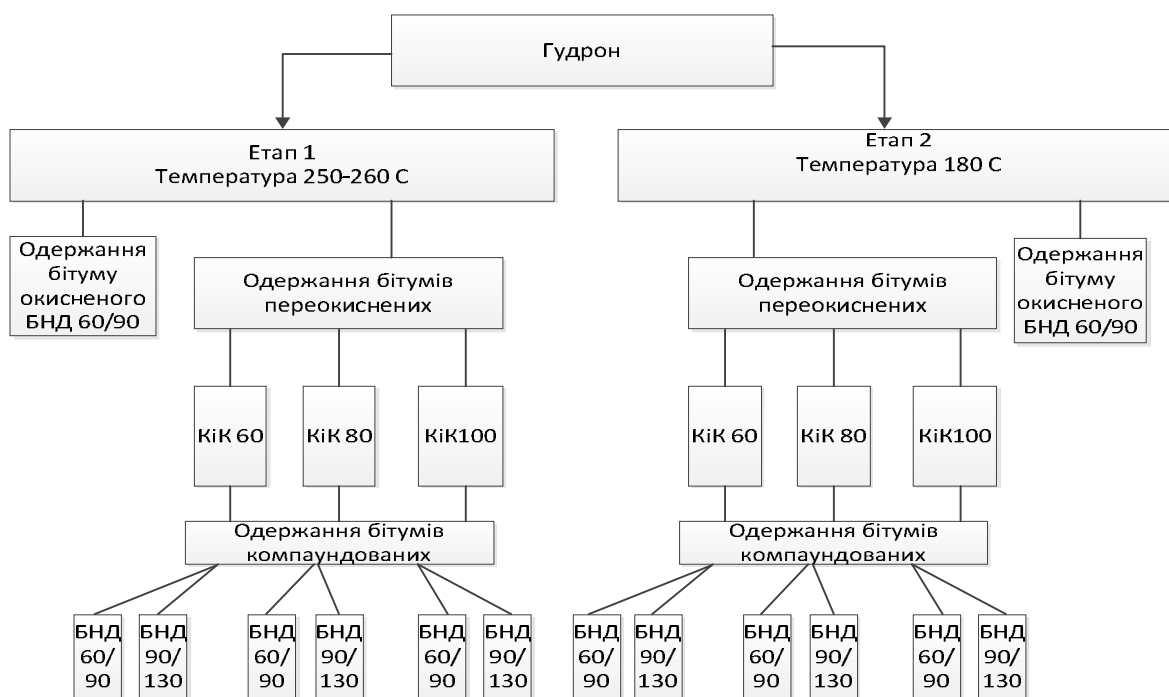 Гудрон
Етап 1
Температура 250-260 С
Етап 2
Температура 180 С
Одержання
бітуму
окисненого
БНД 60/90
Одержання бітумів
переокиснених
Одержання бітумів
переокиснених
Одержання
бітуму
окисненого
БНД 60/90
КіК 60
КіК 80
КіК100
КіК 60
КіК 80
КіК100
Одержання бітумів
компаундованих
Одержання бітумів
компаундованих
БНД
60/
90
БНД
90/
130
БНД
60/
90
БНД
90/
130
БНД
60/
90
БНД
90/
130
БНД
60/
90
БНД
90/
130
БНД
60/
90
БНД
90/
130
БНД
60/
90
БНД
90/
130